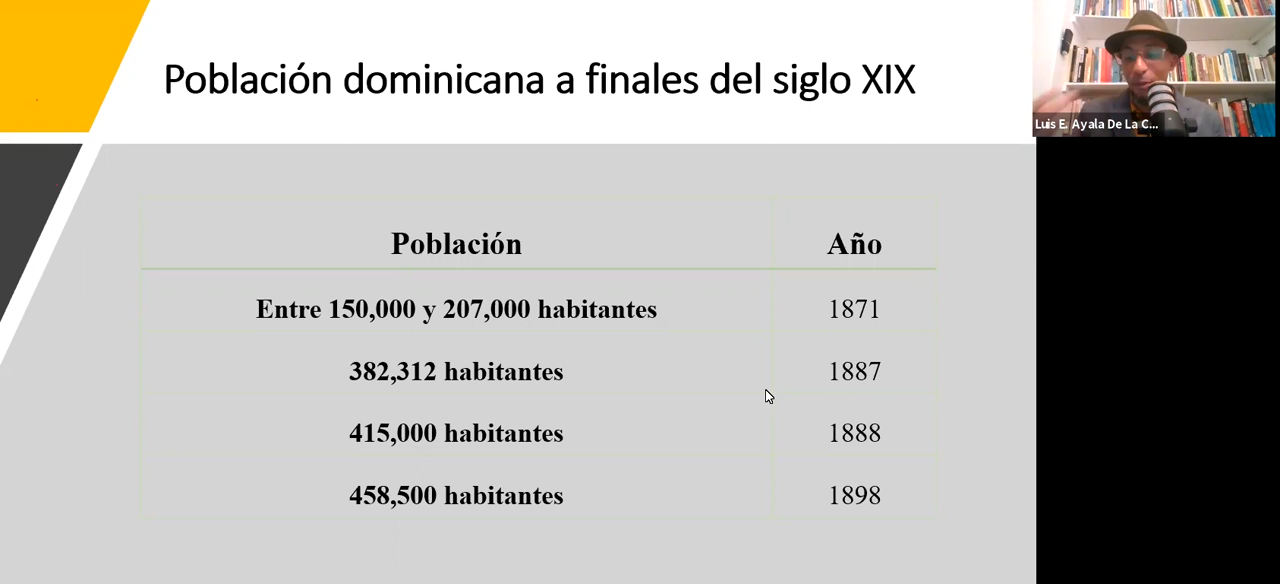 Población dominicana a finales del siglo XIX
Luis E. Ayala De La C...
Población Año
Entre 150,000 y 207,000 habitantes 1871
382,312 habitantes 1887
415,000 habitantes 1888
458,500 habitantes 1898